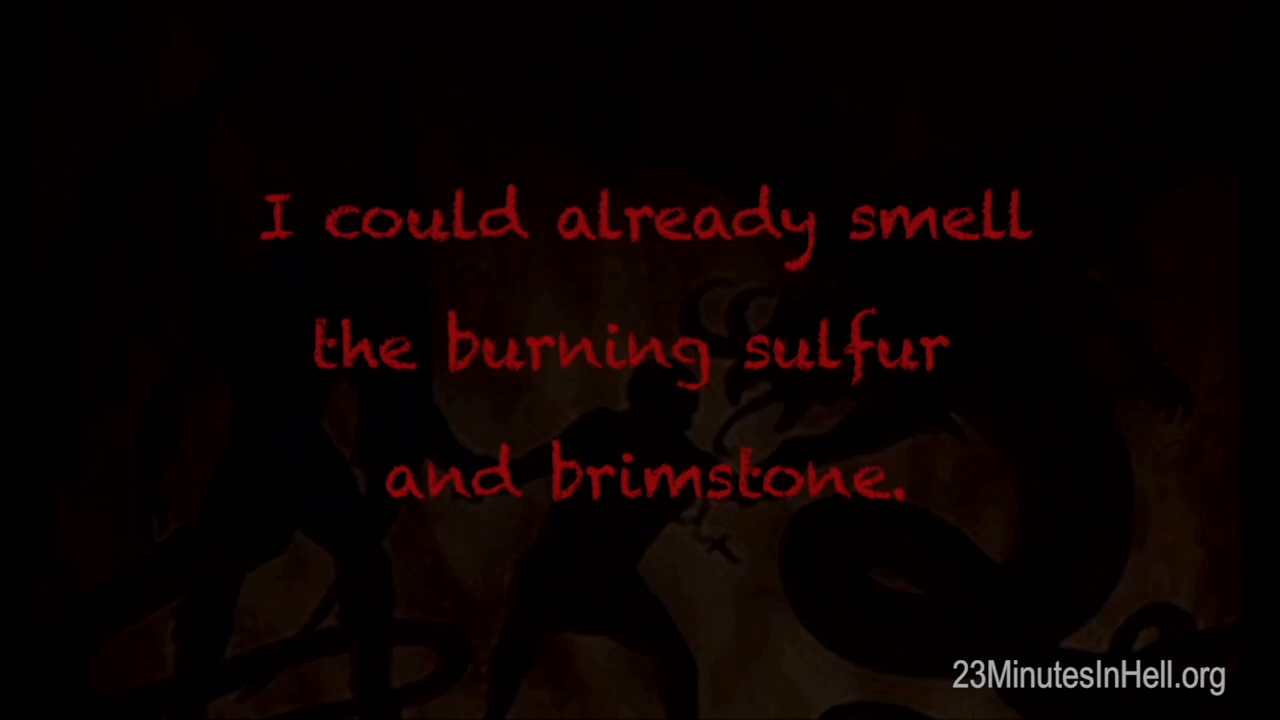 I could already smell
the burning sulfur
and brimstone.
23MinutesInHell.org